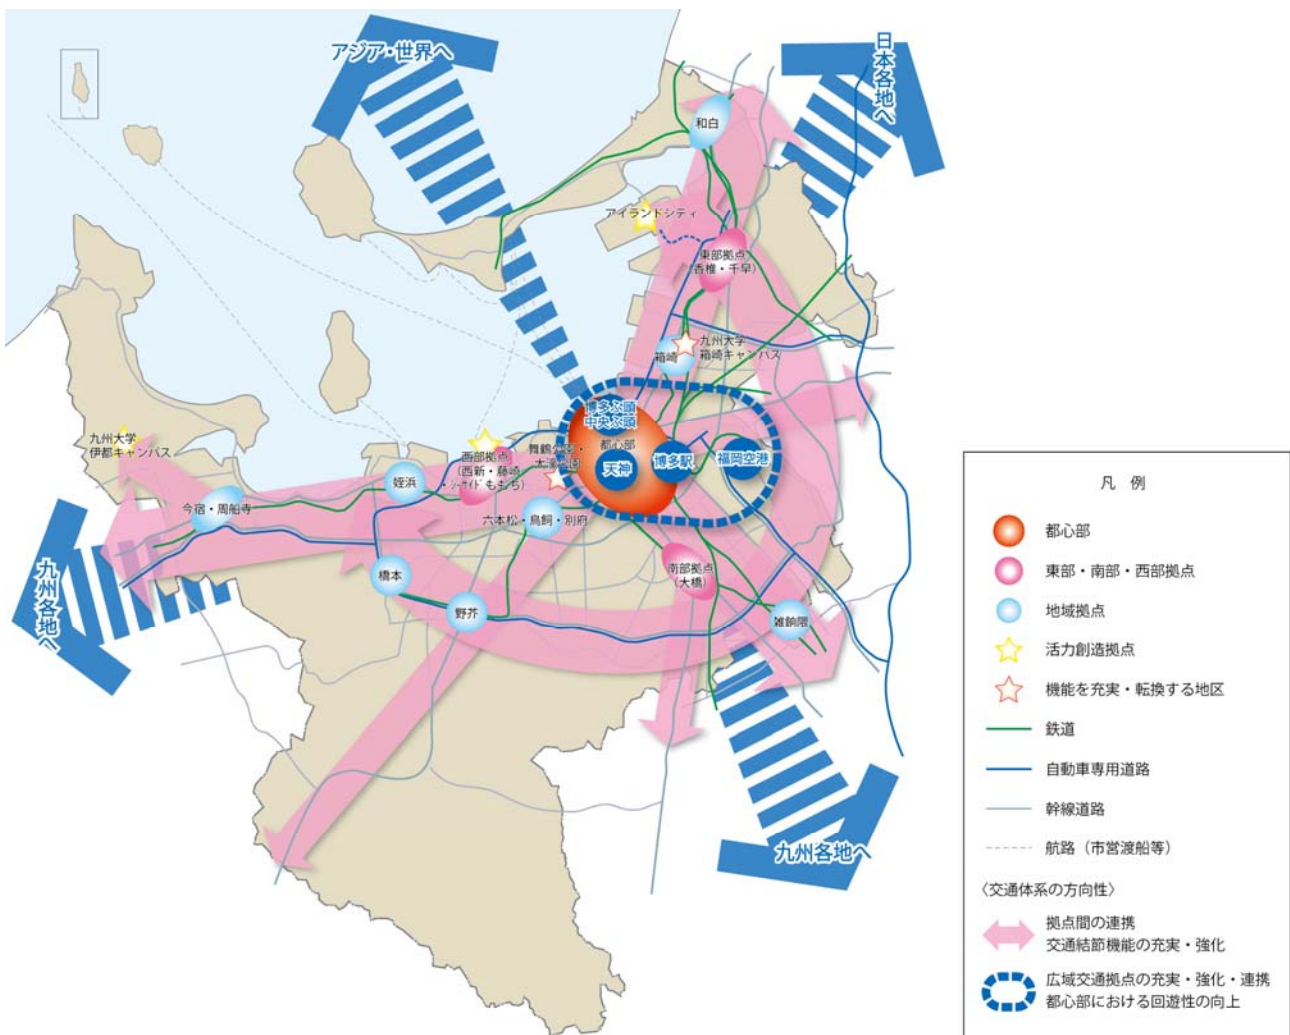 アジア・世界へ
日本各地へ
和白
アイランドシティ
東部拠点
（香椎・千早）
箱崎
九州大学
箱崎キャンパス
博多ふ頭
中央ふ頭
都心部
天神
博多駅
福岡空港
舞鶴公園・
大濠公園
西部拠点
（西新・藤崎
・シーサイドももち）
九州大学
伊都キャンパス
姪浜
今宿・周船寺
六本松・鳥飼・別府
九州各地へ
橋本
野芥
南部拠点
（大橋）
雑餉隈
九州各地へ
凡 例
都心部
東部・南部・西部拠点
地域拠点
活力創造拠点
機能を充実・転換する地区
鉄道
自動車専用道路
幹線道路
航路（市営渡船等）
〈交通体系の方向性〉
拠点間の連携
交通結節機能の充実・強化
広域交通拠点の充実・強化・連携
都心部における回遊性の向上